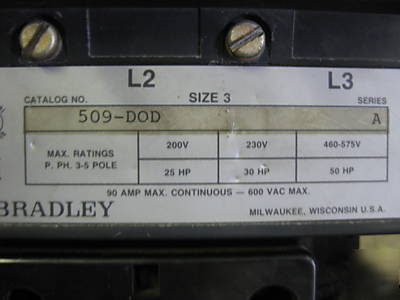 L2 L3
CATALOG NO. SIZE 3 SERIES
509-DOD A
MAX. RATINGS
P. PH. 3-5 POLE
200V 230V 460-575V
25 HP 30 HP 50 HP
90 AMP MAX. CONTINUOUS – 600 VAC MAX.
BRADLEY MILWAUKEE, WISCONSIN U.S.A.